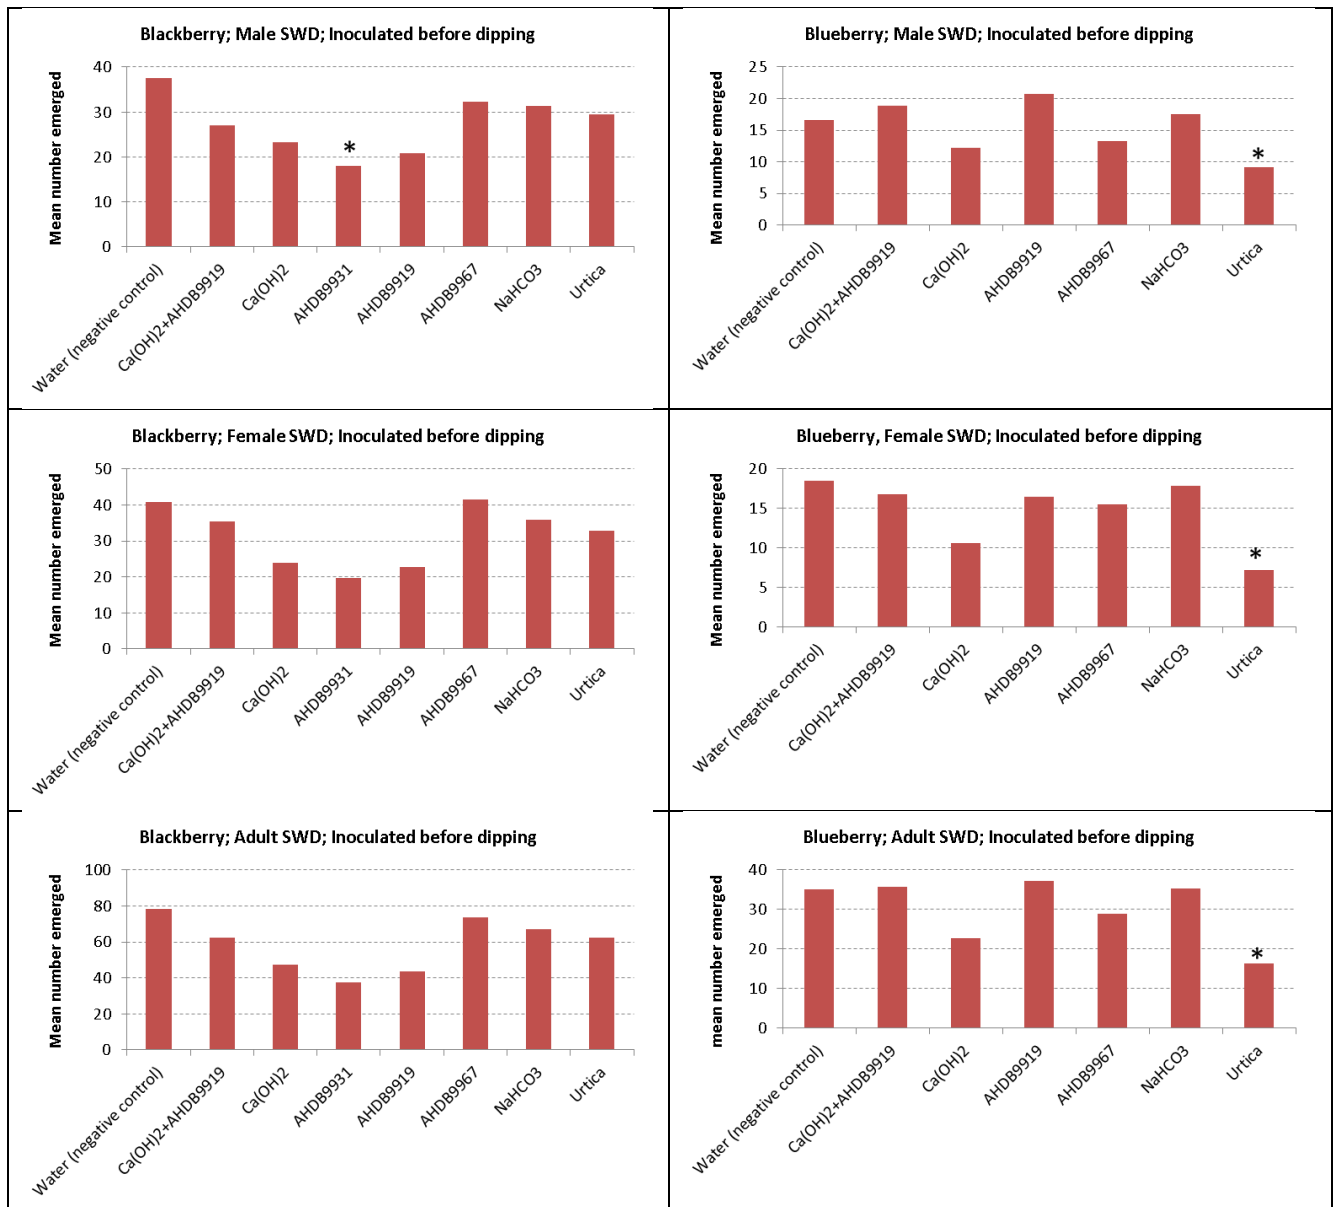 Blackberry; Male SWD; Inoculated before dipping
Mean number emerged
40
30
20
10
0
*
Water (negative control)
Ca(OH)2+AHDB9919
Ca(OH)2
AHDB9931
AHDB9919
AHDB9967
NaHCO3
Urtica
Blueberry; Male SWD; Inoculated before dipping
Mean number emerged
25
20
15
10
5
0
*
Water (negative control)
Ca(OH)2+AHDB9919
Ca(OH)2
AHDB9919
AHDB9967
NaHCO3
Urtica
Blackberry; Female SWD; Inoculated before dipping
Mean number emerged
50
40
30
20
10
0
Water (negative control)
Ca(OH)2+AHDB9919
Ca(OH)2
AHDB9931
AHDB9919
AHDB9967
NaHCO3
Urtica
Blueberry, Female SWD; Inoculated before dipping
Mean number emerged
20
15
10
5
0
*
Water (negative control)
Ca(OH)2+AHDB9919
Ca(OH)2
AHDB9919
AHDB9967
NaHCO3
Urtica
Blackberry; Adult SWD; Inoculated before dipping
Mean number emerged
100
80
60
40
20
0
Water (negative control)
Ca(OH)2+AHDB9919
Ca(OH)2
AHDB9931
AHDB9919
AHDB9967
NaHCO3
Urtica
Blueberry; Adult SWD; Inoculated before dipping
mean number emerged
40
30
20
10
0
*
Water (negative control)
Ca(OH)2+AHDB9919
Ca(OH)2
AHDB9919
AHDB9967
NaHCO3
Urtica